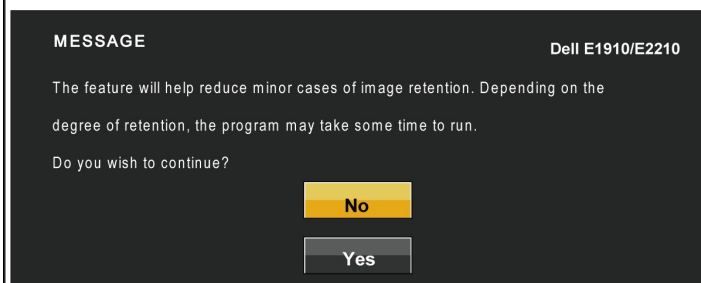 MESSAGE
Dell E1910/E2210
The feature will help reduce minor cases of image retention. Depending on the
degree of retention, the program may take some time to run.
Do you wish to continue?
No
Yes